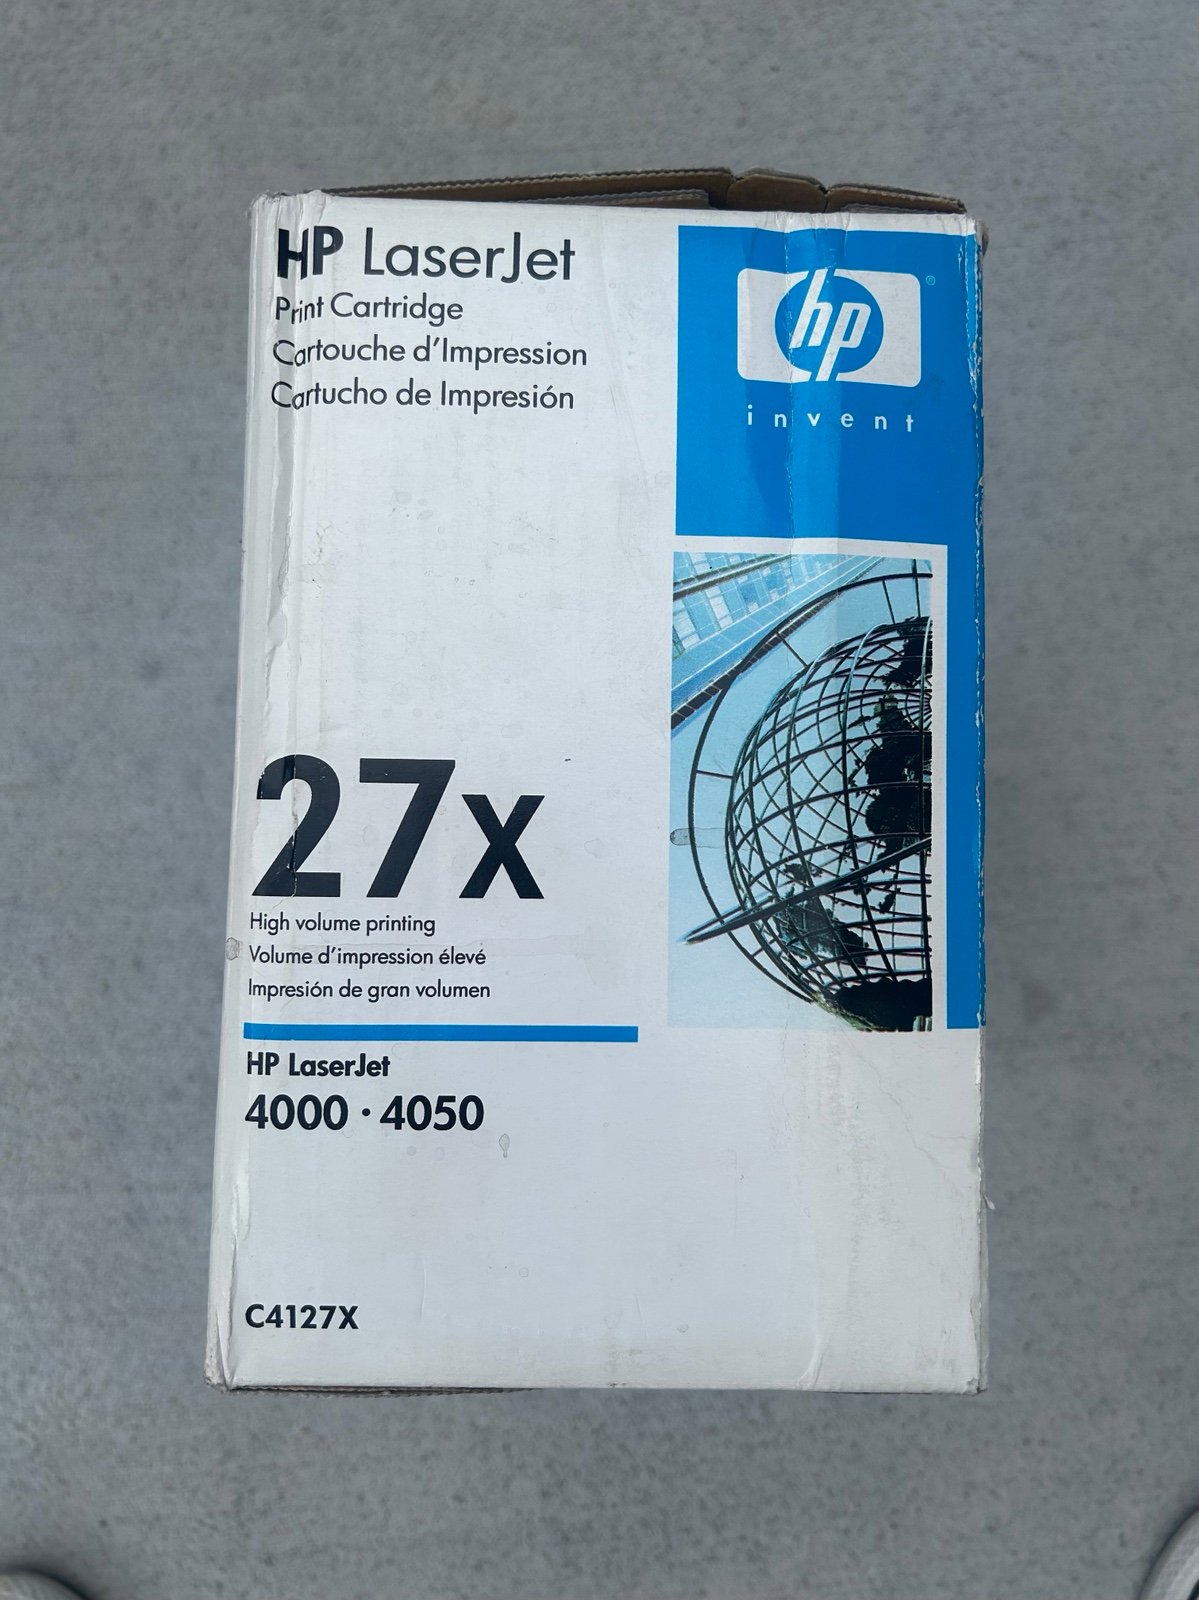 HP LaserJet
Print Cartridge
Cartouche d'Impression
Cartucho de Impresión
hp®
invent
27X
High volume printing
Volume d'impression élevé
Impresión de gran volumen
HP LaserJet
4000 · 4050
C4127X